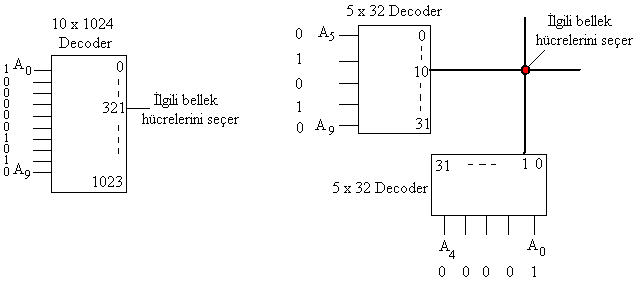 10 x 1024
Decoder
1 A0 0
0
0
0
0
0
1
0
1
0 A9
321
1023
İlgili bellek
hücrelerini seçer
5 x 32 Decoder
0 A5 0
1
0 10
1
0 A9 31
İlgili bellek
hücrelerini seçer
5 x 32 Decoder
31 --- 1 0
A4 A0
0 0 0 0 1